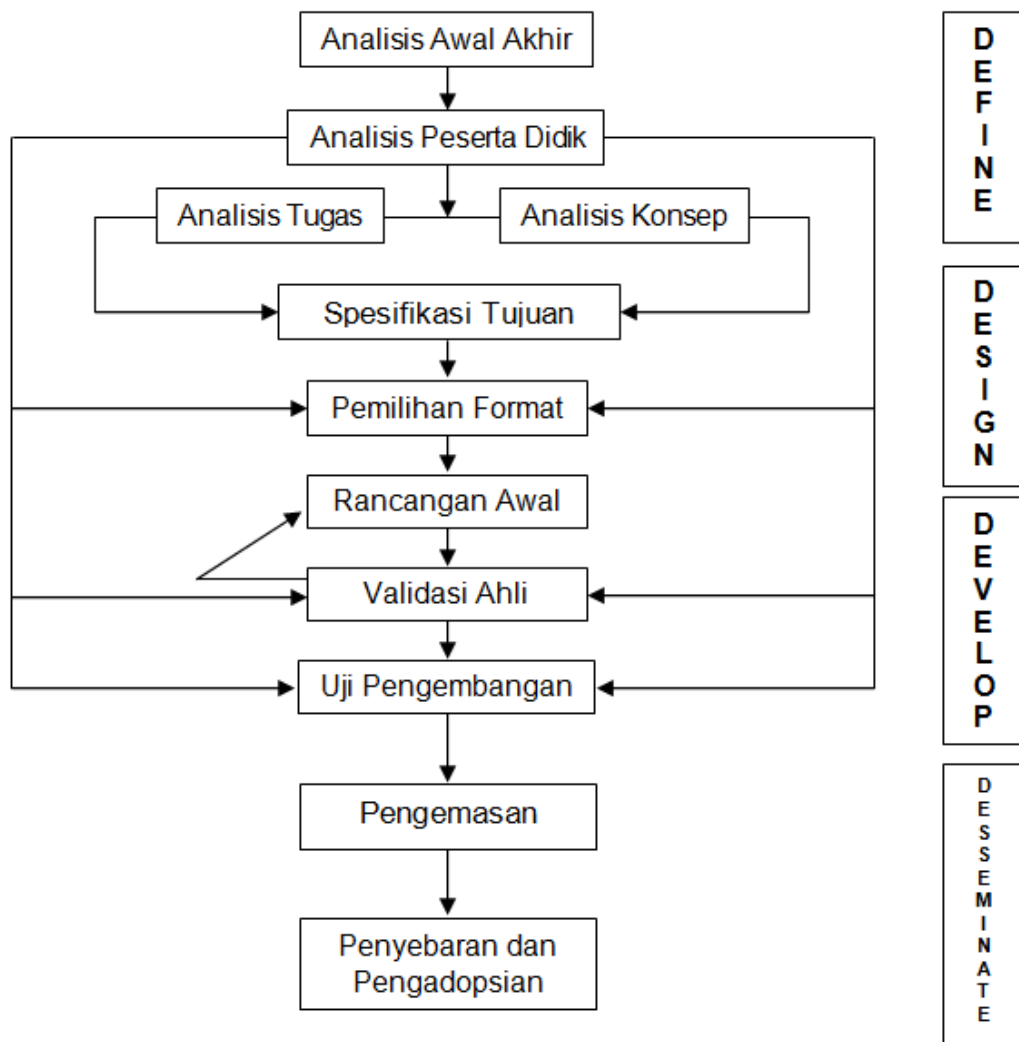 Analisis Awal Akhir
Analisis Peserta Didik
Analisis Tugas
Analisis Konsep
Spesifikasi Tujuan
Pemilihan Format
Rancangan Awal
Validasi Ahli
Uji Pengembangan
Pengemasan
Penyebaran dan
Pengadopsian
DEFINE
DESIGN
DEVELOP
DESSEMINATE